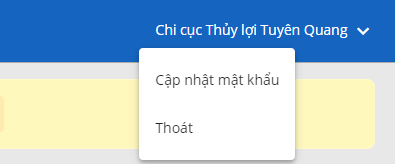 Chi cục Thủy lợi Tuyên Quang
Cập nhật mật khẩu
Thoát